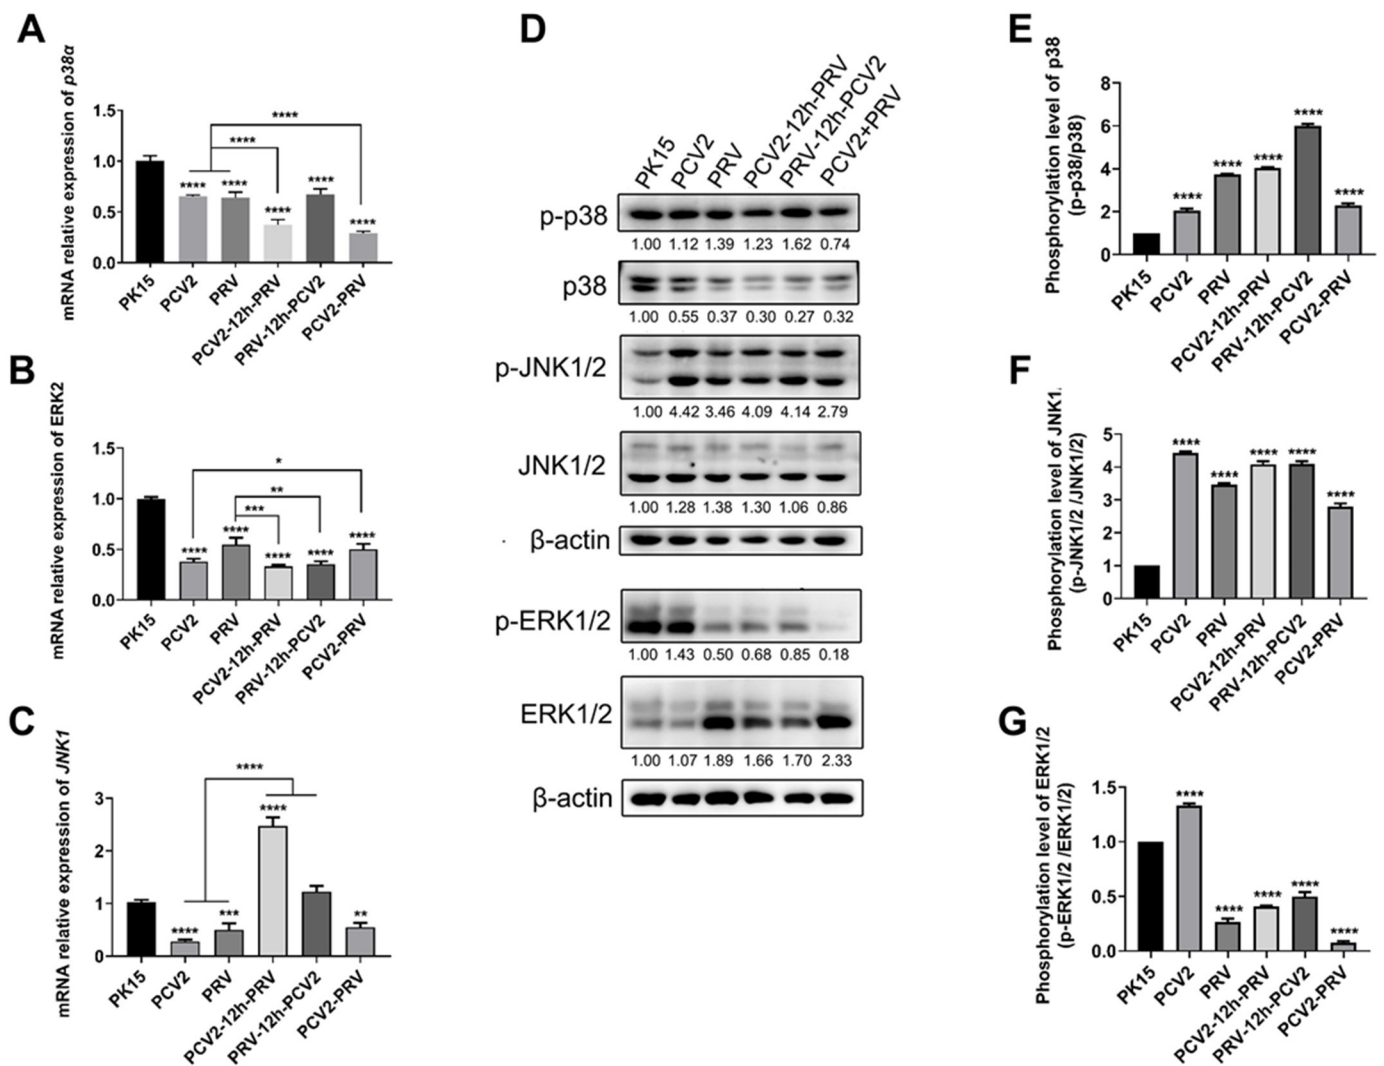 A
mRNA relative expression of p38α
1.5
1.0
0.5
0.0
****
****
**** **** **** **** ****
PK15 PCV2 PRV PCV2-12h-PRV PRV-12h-PCV2 PCV2-PRV
B
mRNA relative expression of ERK2
1.5
1.0
0.5
0.0
*
**
***
**** **** **** **** ****
PK15 PCV2 PRV PCV2-12h-PRV PRV-12h-PCV2 PCV2-PRV
C
mRNA relative expression of JNK1
3
2
1
0
****
**** *** **** **
PK15 PCV2 PRV PCV2-12h-PRV PRV-12h-PCV2 PCV2-PRV
D
PK15 PCV2 PRV PCV2-12h-PRV PRV-12h-PCV2 PCV2+PRV
p-p38
1.00 1.12 1.39 1.23 1.62 0.74
p38
1.00 0.55 0.37 0.30 0.27 0.32
p-JNK1/2
1.00 4.42 3.46 4.09 4.14 2.79
JNK1/2
1.00 1.28 1.38 1.30 1.06 0.86
β-actin
p-ERK1/2
1.00 1.43 0.50 0.68 0.85 0.18
ERK1/2
1.00 1.07 1.89 1.66 1.70 2.33
β-actin
E
Phosphorylation level of p38
(p-p38/p38)
8
6
4
2
0
**** **** **** **** ****
PK15 PCV2 PRV PCV2-12h-PRV PRV-12h-PCV2 PCV2-PRV
F
Phosphorylation level of JNK1
(p-JNK1/2 /JNK1/2)
5
4
3
2
1
0
**** **** **** **** ****
PK15 PCV2 PRV PCV2-12h-PRV PRV-12h-PCV2 PCV2-PRV
G
Phosphorylation level of ERK1/2
(p-ERK1/2 /ERK1/2)
1.5
1.0
0.5
0.0
**** **** **** **** ****
PK15 PCV2 PRV PCV2-12h-PRV PRV-12h-PCV2 PCV2-PRV